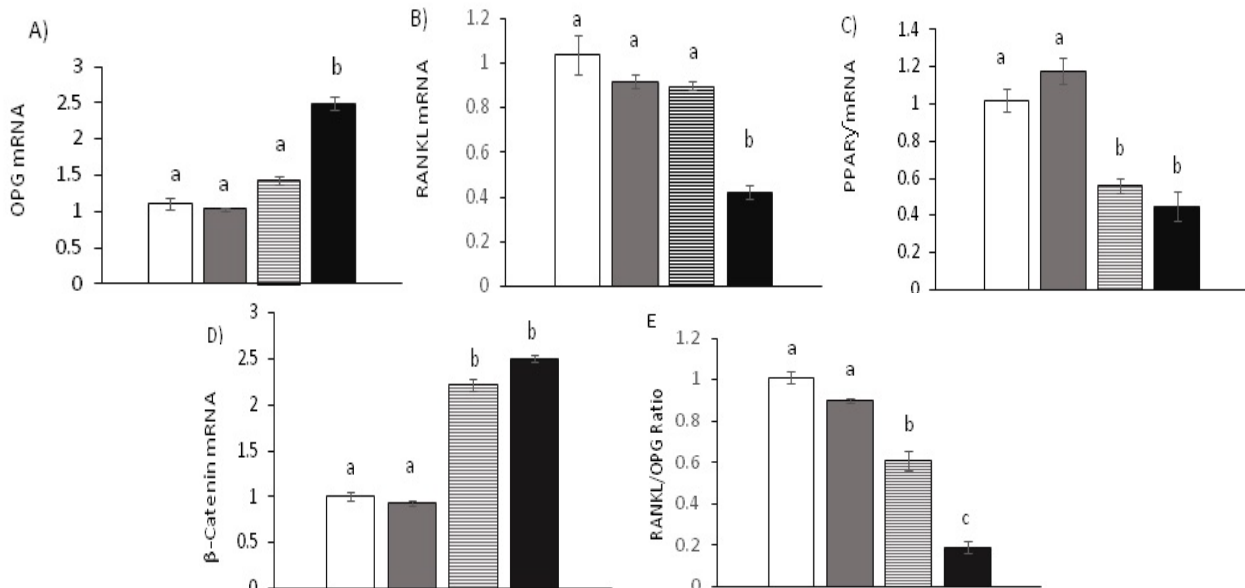 A)
OPG mRNA
3
2.5
2
1.5
1
0.5
0
a
a
a
b
B)
RANKL mRNA
1.2
1
0.8
0.6
0.4
0.2
0
a
a
a
b
C)
PPARγ mRNA
1.4
1.2
1
0.8
0.6
0.4
0.2
0
a
a
b
b
D)
β-Catenin mRNA
3
2.5
2
1.5
1
0.5
0
a
a
b
b
E
RANKL/OPG Ratio
1.2
1
0.8
0.6
0.4
0.2
0
a
a
b
c